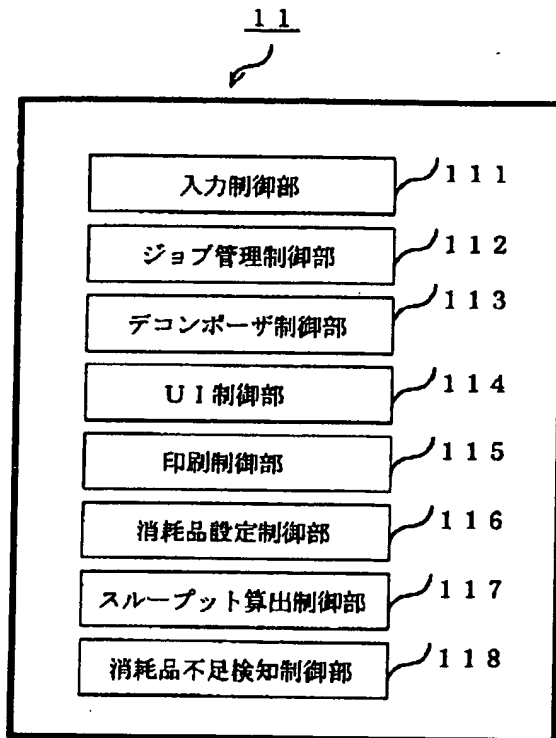 11
入力制御部 111
ジョブ管理制御部 112
デコンポーザ制御部 113
UI制御部 114
印刷制御部 115
消耗品設定制御部 116
スループット算出制御部 117
消耗品不足検知制御部 118